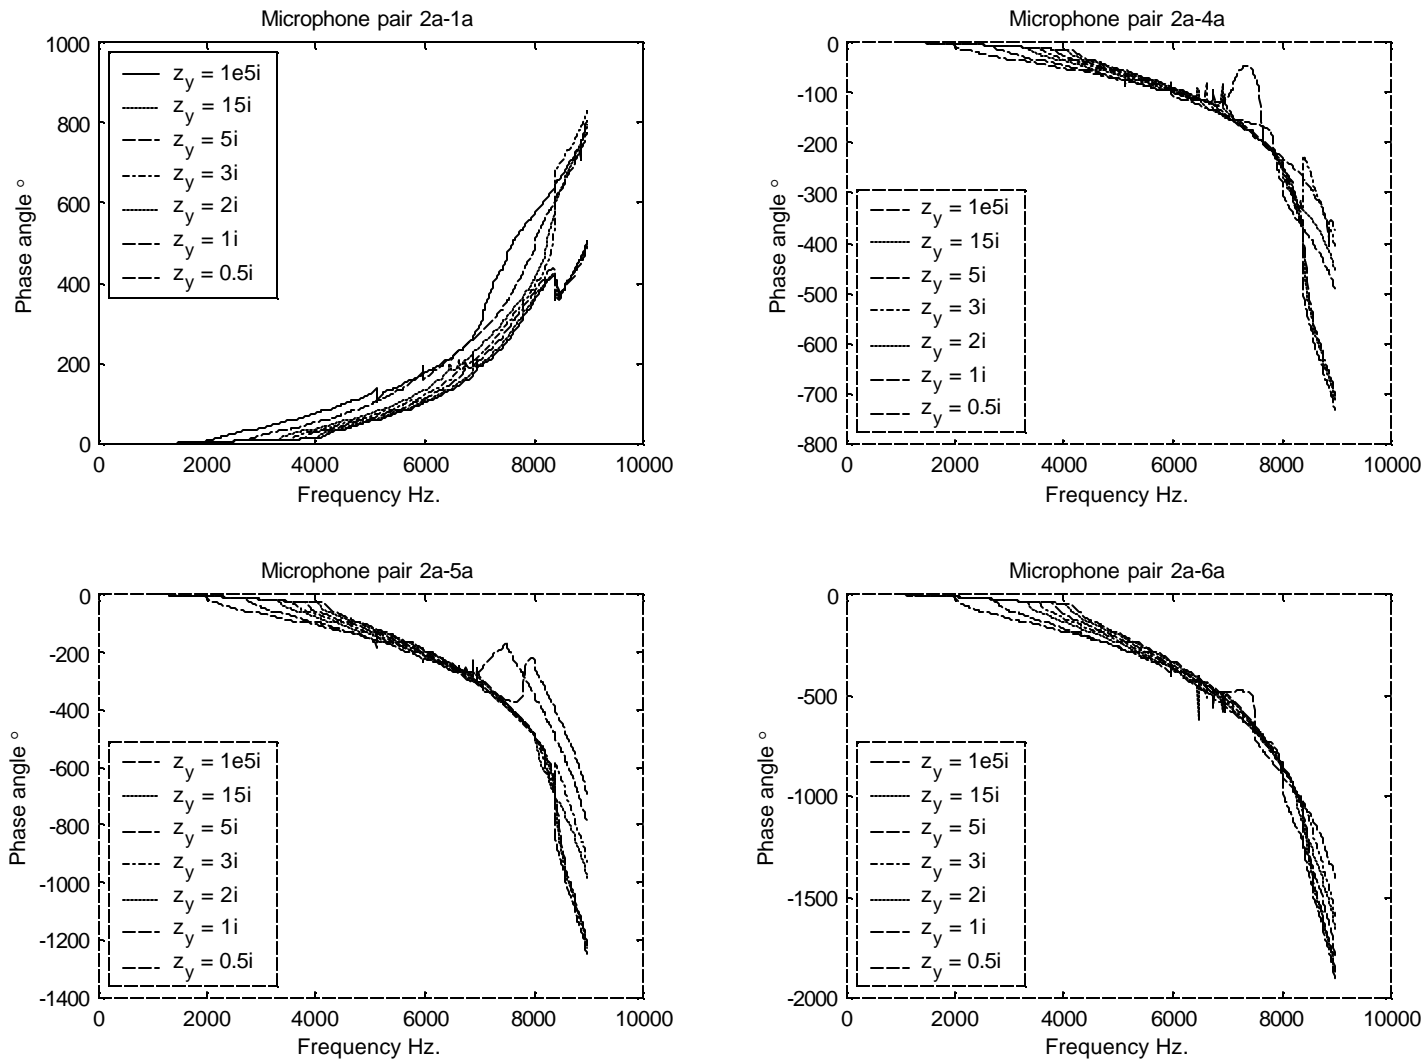 Microphone pair 2a-1a
1000
800
600
400
200
0
Phase angle °
z_y = 1e5i
z_y = 15i
z_y = 5i
z_y = 3i
z_y = 2i
z_y = 1i
z_y = 0.5i
0 2000 4000 6000 8000 10000
Frequency Hz.
Microphone pair 2a-4a
0
-100
-200
-300
-400
-500
-600
-700
-800
Phase angle °
z_y = 1e5i
z_y = 15i
z_y = 5i
z_y = 3i
z_y = 2i
z_y = 1i
z_y = 0.5i
0 2000 4000 6000 8000 10000
Frequency Hz.
Microphone pair 2a-5a
0
-200
-400
-600
-800
-1000
-1200
-1400
Phase angle °
z_y = 1e5i
z_y = 15i
z_y = 5i
z_y = 3i
z_y = 2i
z_y = 1i
z_y = 0.5i
0 2000 4000 6000 8000 10000
Frequency Hz.
Microphone pair 2a-6a
0
-500
-1000
-1500
-2000
Phase angle °
z_y = 1e5i
z_y = 15i
z_y = 5i
z_y = 3i
z_y = 2i
z_y = 1i
z_y = 0.5i
0 2000 4000 6000 8000 10000
Frequency Hz.